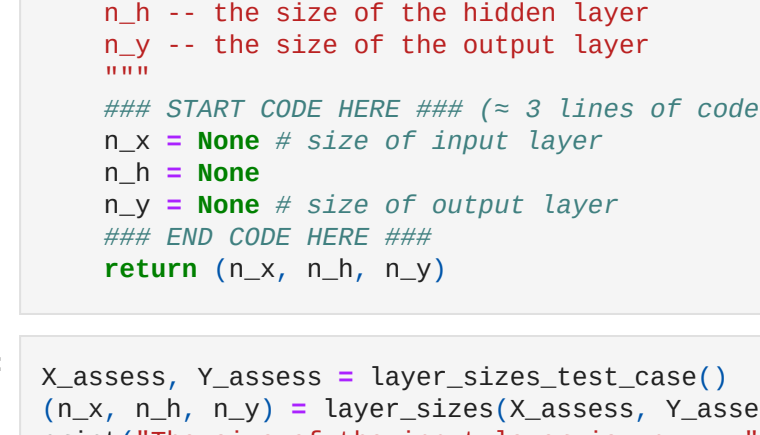 n_h -- the size of the hidden layer
n_y -- the size of the output layer
"""
### START CODE HERE ### (≈ 3 lines of code
n_x = None # size of input layer
n_h = None
n_y = None # size of output layer
### END CODE HERE ###
return (n_x, n_h, n_y)
X_assess, Y_assess = layer_sizes_test_case()
(n_x, n_h, n_y) = layer_sizes(X_assess, Y_asse